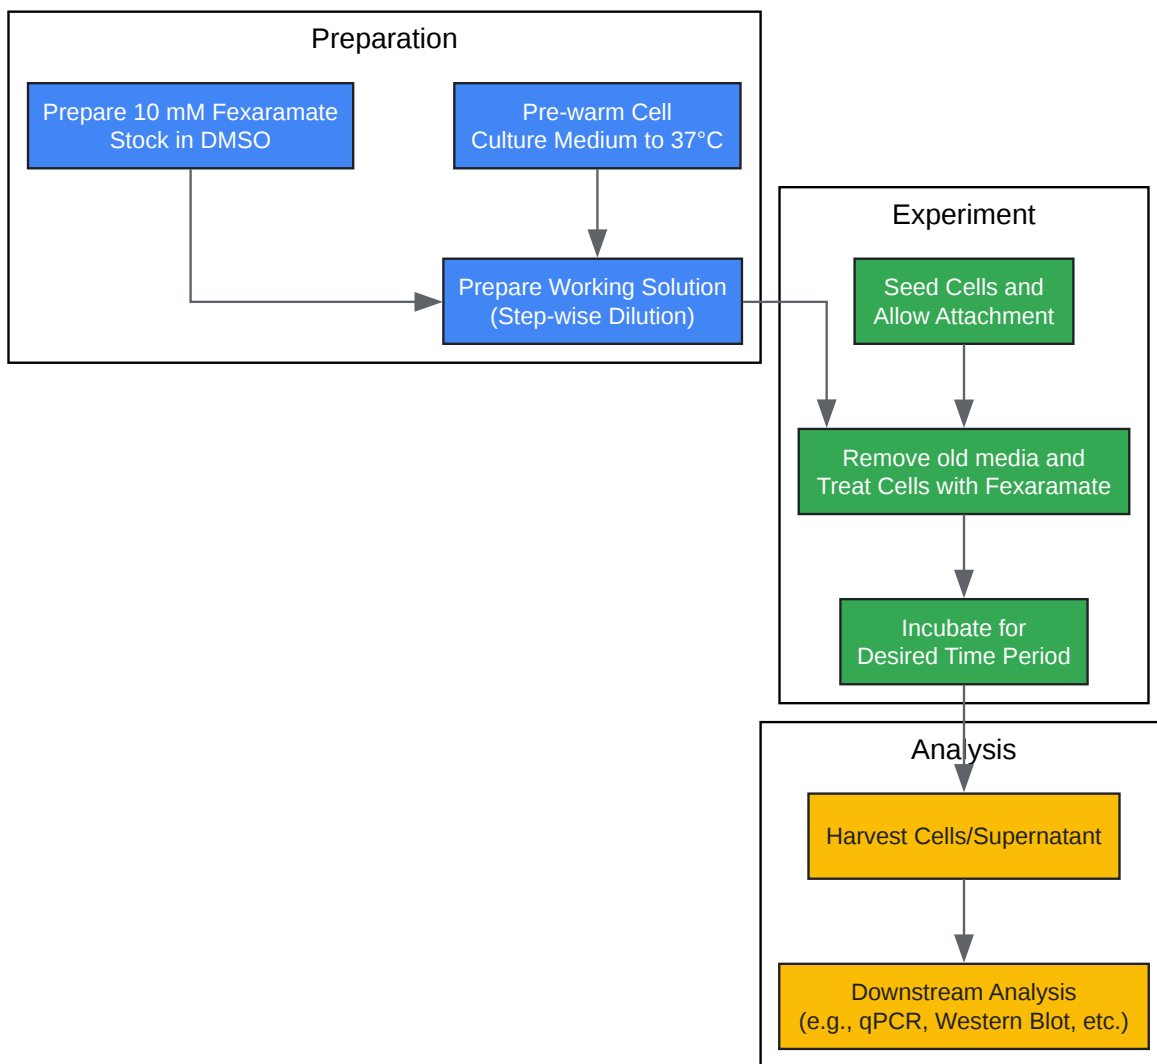 Preparation
Prepare 10 mM Fexaramate
Stock in DMSO
Pre-warm Cell
Culture Medium to 37°C
Prepare Working Solution
(Step-wise Dilution)
Experiment
Seed Cells and
Allow Attachment
Remove old media and
Treat Cells with Fexaramate
Incubate for
Desired Time Period
Analysis
Harvest Cells/Supernatant
Downstream Analysis
(e.g., qPCR, Western Blot, etc.)